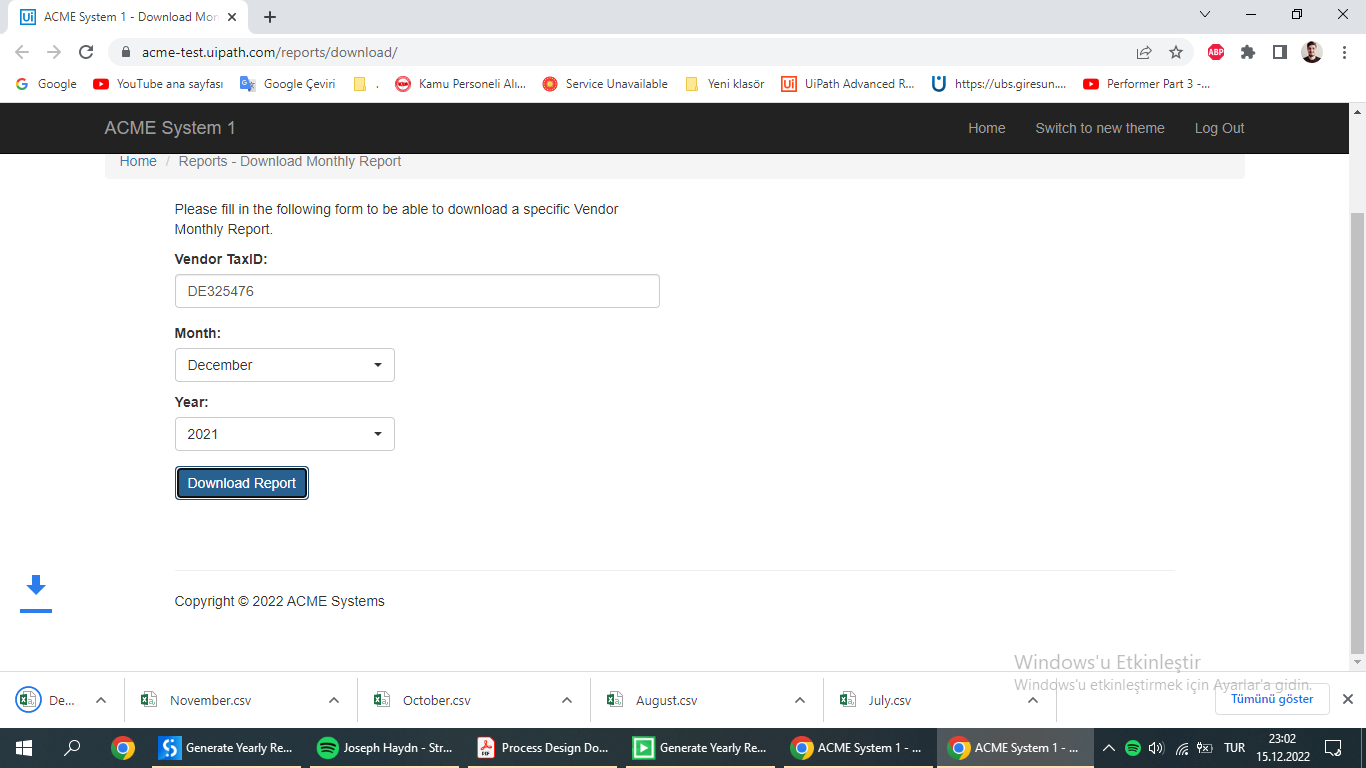 ACME System 1 - Download Mon
acme-test.uipath.com/reports/download/
ABP
Google
YouTube ana sayfası
Google Çeviri
.
Kamu Personeli Alı...
Service Unavailable
Yeni klasör
UiPath Advanced R...
https://ubs.giresun....
Performer Part 3 -...
ACME System 1
Home
Switch to new theme
Log Out
Home / Reports - Download Monthly Report
Please fill in the following form to be able to download a specific Vendor
Monthly Report.
Vendor TaxID:
DE325476
Month:
December
Year:
2021
Download Report
Copyright © 2022 ACME Systems
Windows'u Etkinleştir
Windows'u etkinleştirmek için Ayarlar'a gidin.
De...
November.csv
October.csv
August.csv
July.csv
Tümünü göster
Generate Yearly Re...
Joseph Haydn - Str...
Process Design Do...
Generate Yearly Re...
ACME System 1 - ...
ACME System 1 - ...
TUR
23:02
15.12.2022